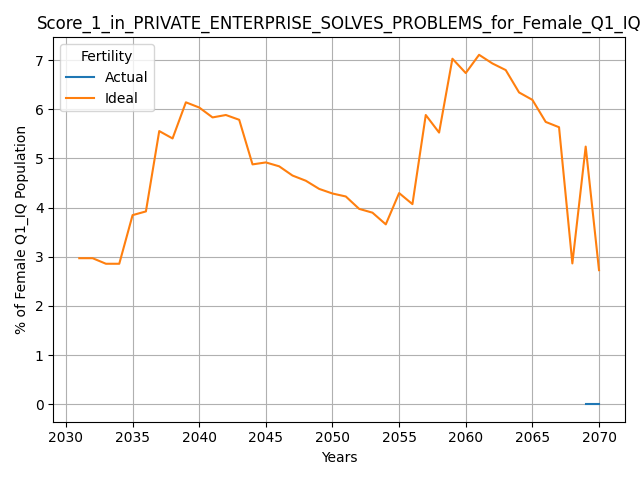 Score_1_in_PRIVATE_ENTERPRISE_SOLVES_PROBLEMS_for_Female_Q1_IQ
Fertility
Actual
Ideal
% of Female Q1_IQ Population
7
6
5
4
3
2
1
0
2030 2035 2040 2045 2050 2055 2060 2065 2070
Years